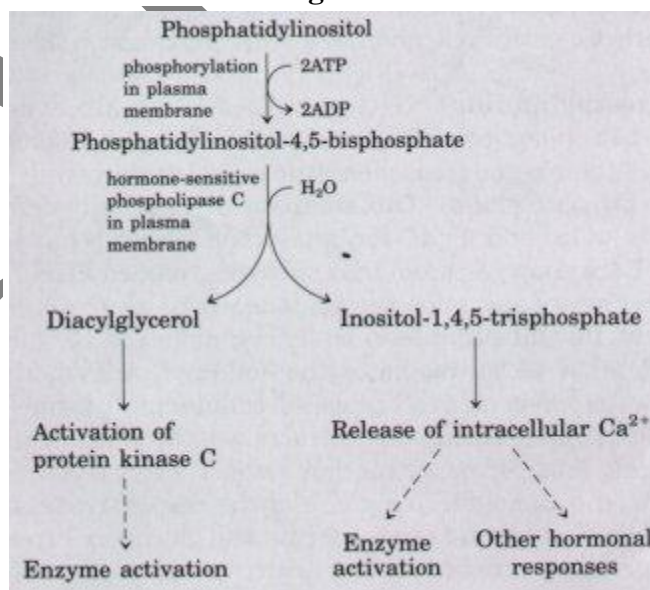 Phosphatidylinositol
phosphorylation
in plasma
membrane
2ATP
2ADP
Phosphatidylinositol-4,5-bisphosphate
hormone-sensitive
phospholipase C
in plasma
membrane
H₂O
Diacylglycerol
Inositol-1,4,5-trisphosphate
Activation of
protein kinase C
Release of intracellular Ca²⁺
Enzyme activation
Enzyme
activation
Other hormonal
responses